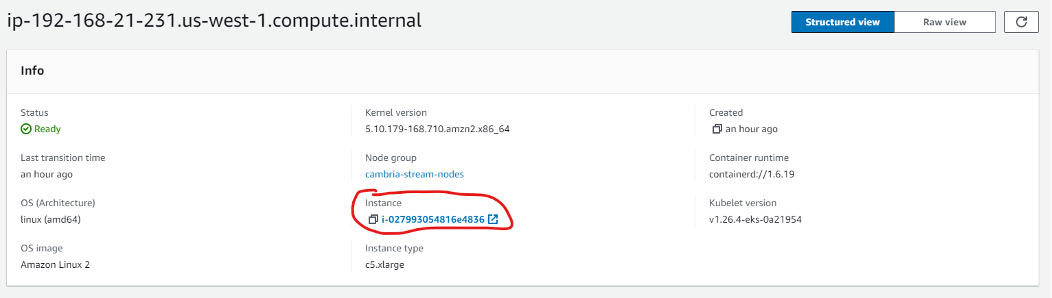 ip-192-168-21-231.us-west-1.compute.internal
Structured view
Raw view
Info
Status
Ready
Kernel version
5.10.179-168.710.amzn2.x86_64
Created
an hour ago
Last transition time
an hour ago
Node group
cambria-stream-nodes
Container runtime
containerd://1.6.19
OS (Architecture)
linux (amd64)
Instance
i-027993054816e4836
Kubelet version
v1.26.4-eks-0a21954
OS image
Amazon Linux 2
Instance type
c5.xlarge